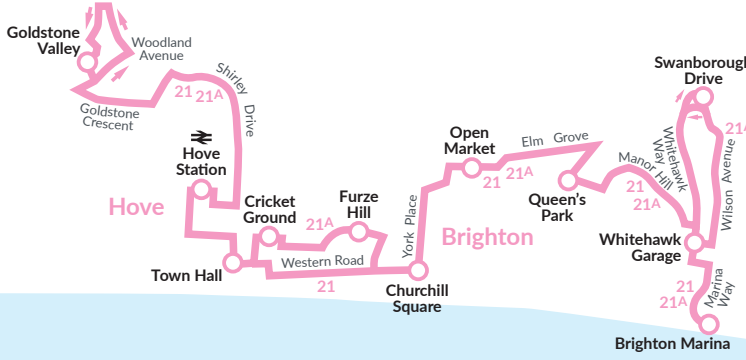 Goldstone
Valley
Woodland
Avenue
Goldstone
Crescent
21 21A
Shirley Drive
Hove
Station
Hove
Cricket
Ground
Furze
Hill
21A
Western Road
21
Town Hall
Churchill
Square
York Place
Brighton
Open
Market
21 21A
Elm Grove
Queen's
Park
Manor Hill
21
21A
Swanborough
Drive
Whitehawk
Way
Wilson Avenue
21A
Whitehawk
Garage
21
21A
Marina
Way
Brighton Marina